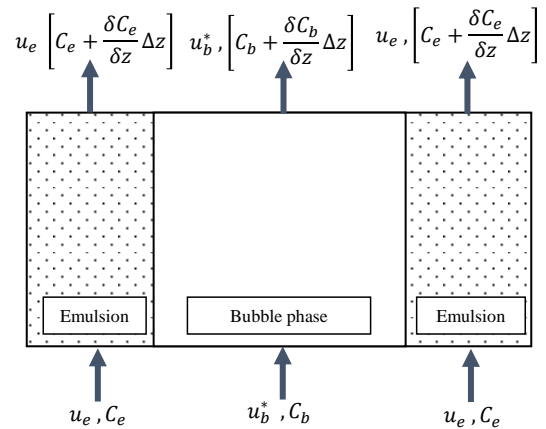 u_e [C_e + δC_e/δz Δz] u_b^* , [C_b + δC_b/δz Δz] u_e , [C_e + δC_e/δz Δz]
Emulsion Bubble phase Emulsion
u_e , C_e u_b^* , C_b u_e , C_e